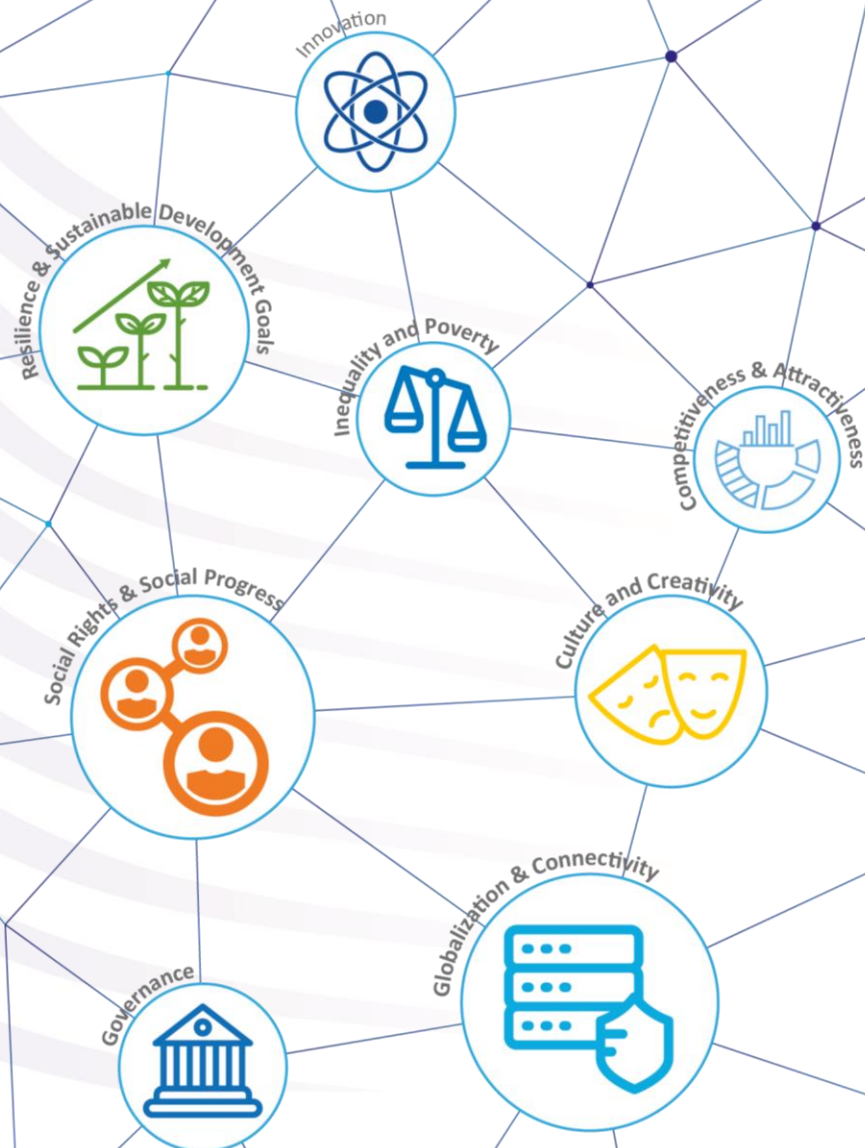 Innovation
Resilience & Sustainable Development Goals
Inequality and Poverty
Competitiveness & Attractiveness
Social Rights & Social Progress
Culture and Creativity
Globalization & Connectivity
Governance